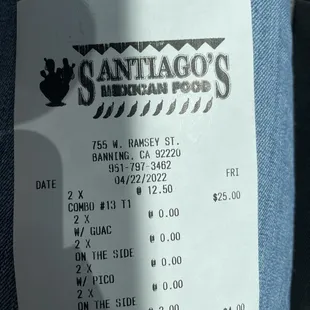 SANTIAGO'S
MEXICAN FOOD
755 W. RAMSEY ST.
BANNING, CA 92220
951-797-3462
DATE 04/22/2022 FRI
2 X @ 12.50
COMBO #13 T1 $25.00
2 X @ 0.00
W/ GUAC
2 X @ 0.00
ON THE SIDE
2 X @ 0.00
W/ PICO
2 X @ 0.00
ON THE SIDE